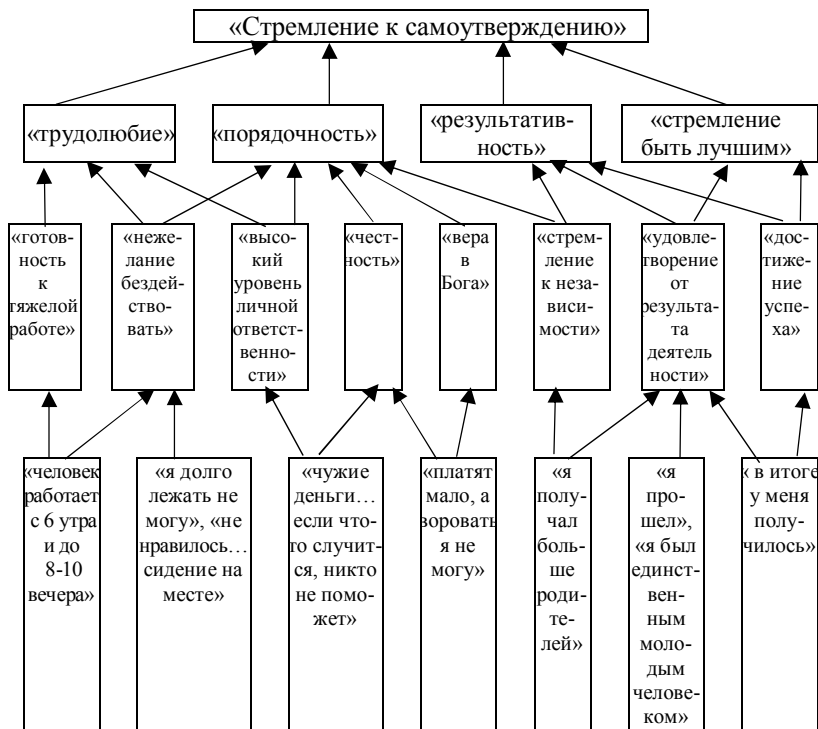 «Стремление к самоутверждению»
«трудолюбие»
«порядочность»
«результатив-
ность»
«стремление
быть лучшим»
«готов-
ность
к
тяжелой
работе»
«неже-
лание
бездей-
ство-
вать»
«высо-
кий
уровень
личной
ответст-
венно-
сти»
«чест-
ность»
«вера
в
Бога»
«стрем-
ление
к неза-
висі-
мости»
«удовле-
творение
от
результа-
та
деятель
ности»
«дос-
тиже-
ние
успе-
ха»
«человек
работает
с 6 утра
и до
8-10
вечера»
«я долго
лежать не
могу», «не
нравилось…
сидение на
месте»
«чужие
деньги…
если что-
то случит-
ся, никто
не помо-
жет»
«платят
мало, а
воровать
я не
могу»
«я
полу-
чал
боль-
ше
роди-
те-
лей»
«я
про-
шел»,
«я был
единст-
вен-
ным
моло-
дым
челове-
ком»
« в итоге
у меня
полу-
чилось»